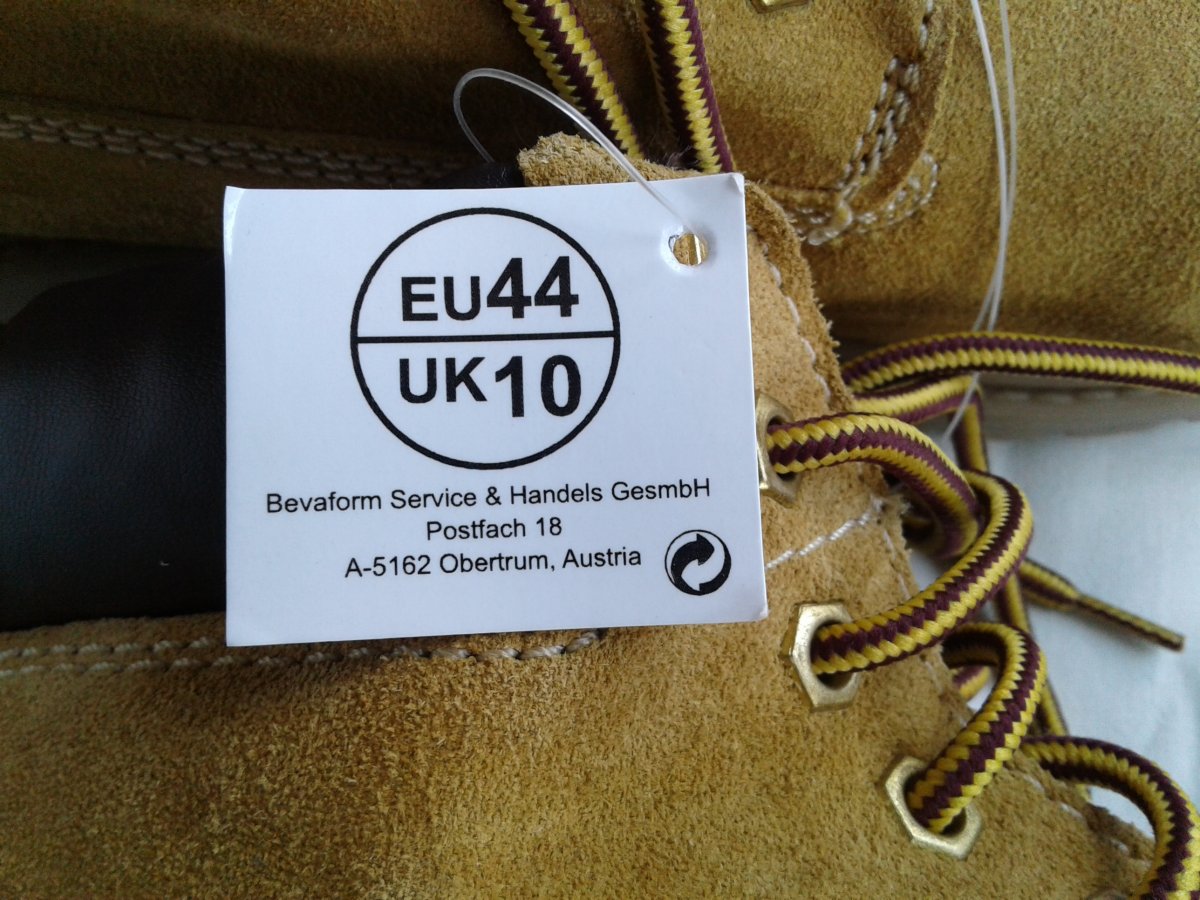 EU44
UK10
Bevaform Service & Handels GesmbH
Postfach 18
A-5162 Obertrum, Austria